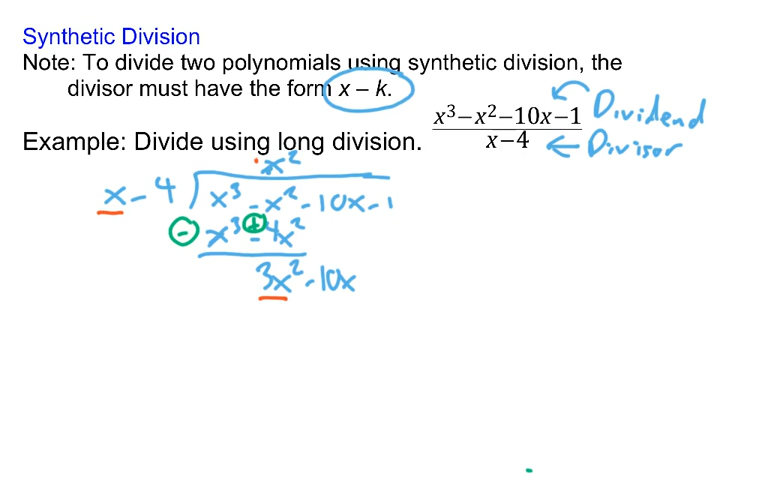 Synthetic Division
Note: To divide two polynomials using synthetic division, the
divisor must have the form x – k.
x³−x²−10x−1 Dividend
Example: Divide using long division.
x−4 ← Divisor
x²
x - 4 x³ - x² - 10x - 1
- x³ + 4x²
3x² - 10x